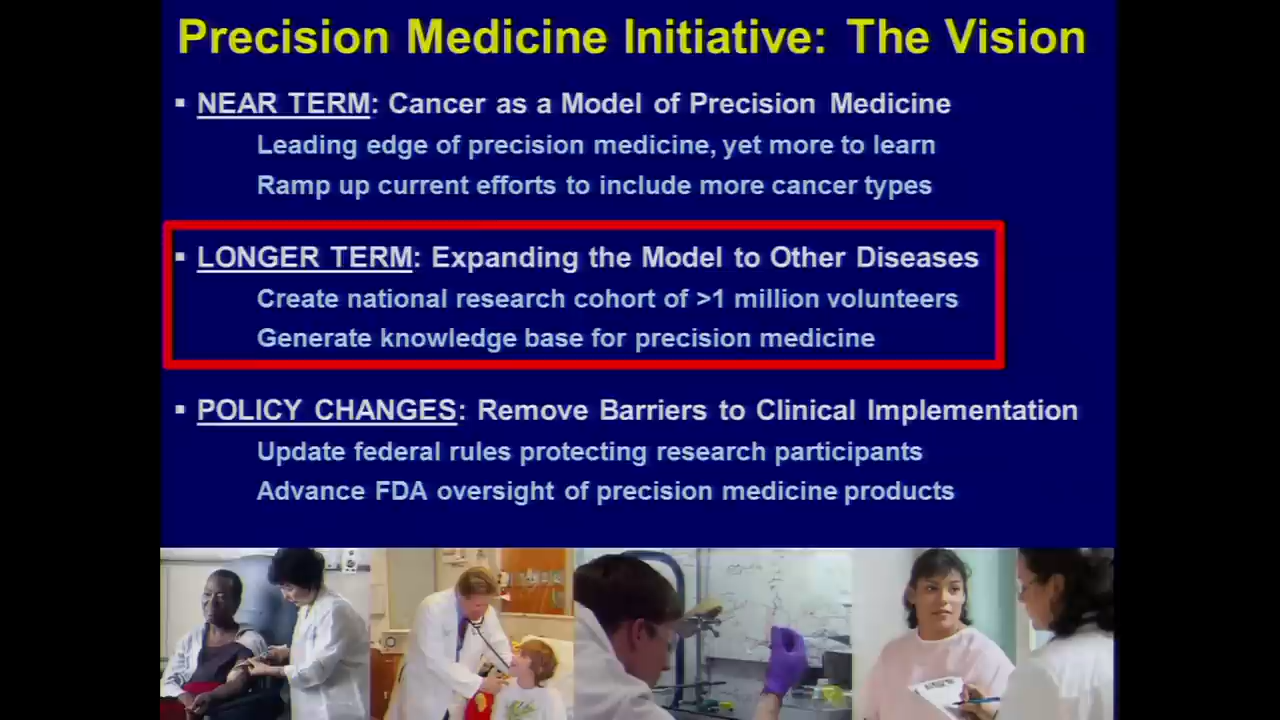 Precision Medicine Initiative: The Vision
▪ NEAR TERM: Cancer as a Model of Precision Medicine
Leading edge of precision medicine, yet more to learn
Ramp up current efforts to include more cancer types
▪ LONGER TERM: Expanding the Model to Other Diseases
Create national research cohort of >1 million volunteers
Generate knowledge base for precision medicine
▪ POLICY CHANGES: Remove Barriers to Clinical Implementation
Update federal rules protecting research participants
Advance FDA oversight of precision medicine products